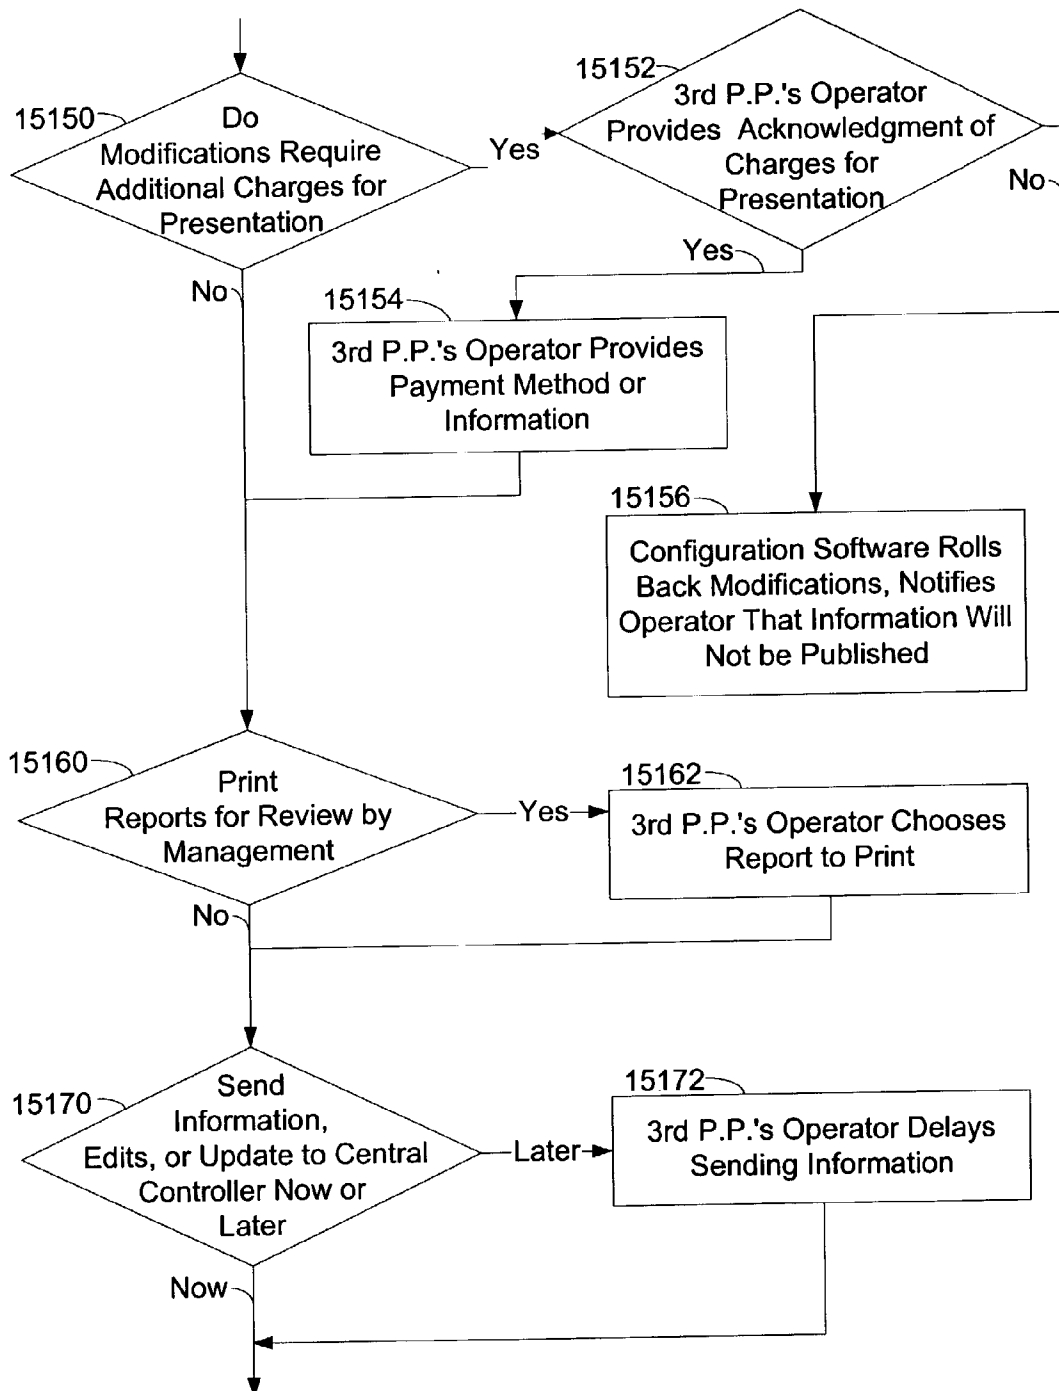 15150
Do
Modifications Require
Additional Charges for
Presentation
Yes
15152
3rd P.P.'s Operator
Provides Acknowledgment of
Charges for
Presentation
No
Yes
No
15154
3rd P.P.'s Operator Provides
Payment Method or
Information
15156
Configuration Software Rolls
Back Modifications, Notifies
Operator That Information Will
Not be Published
15160
Print
Reports for Review by
Management
Yes
15162
3rd P.P.'s Operator Chooses
Report to Print
No
15170
Send
Information,
Edits, or Update to Central
Controller Now or
Later
Later
15172
3rd P.P.'s Operator Delays
Sending Information
Now